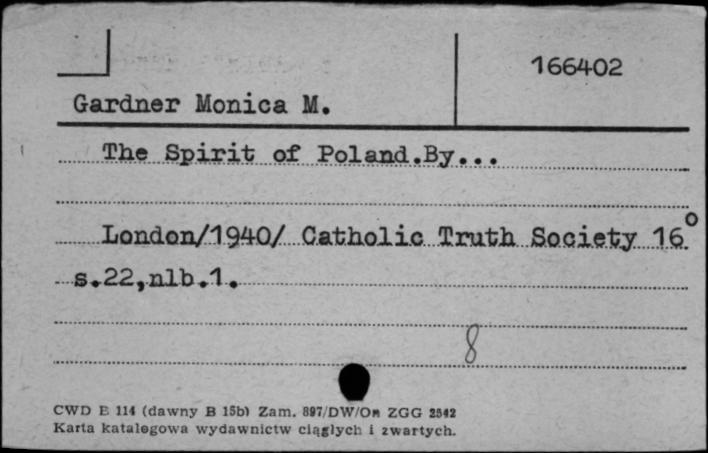 166402
Gardner Monica M.
The Spirit of Poland.By...
London/1940/ Catholic Truth Society 16°
s.22,nlb.1.
8
CWD E 114 (dawny B 15b) Zam. 897/DW/Om ZGG 2542
Karta katalogowa wydawnictw ciągłych i zwartych.